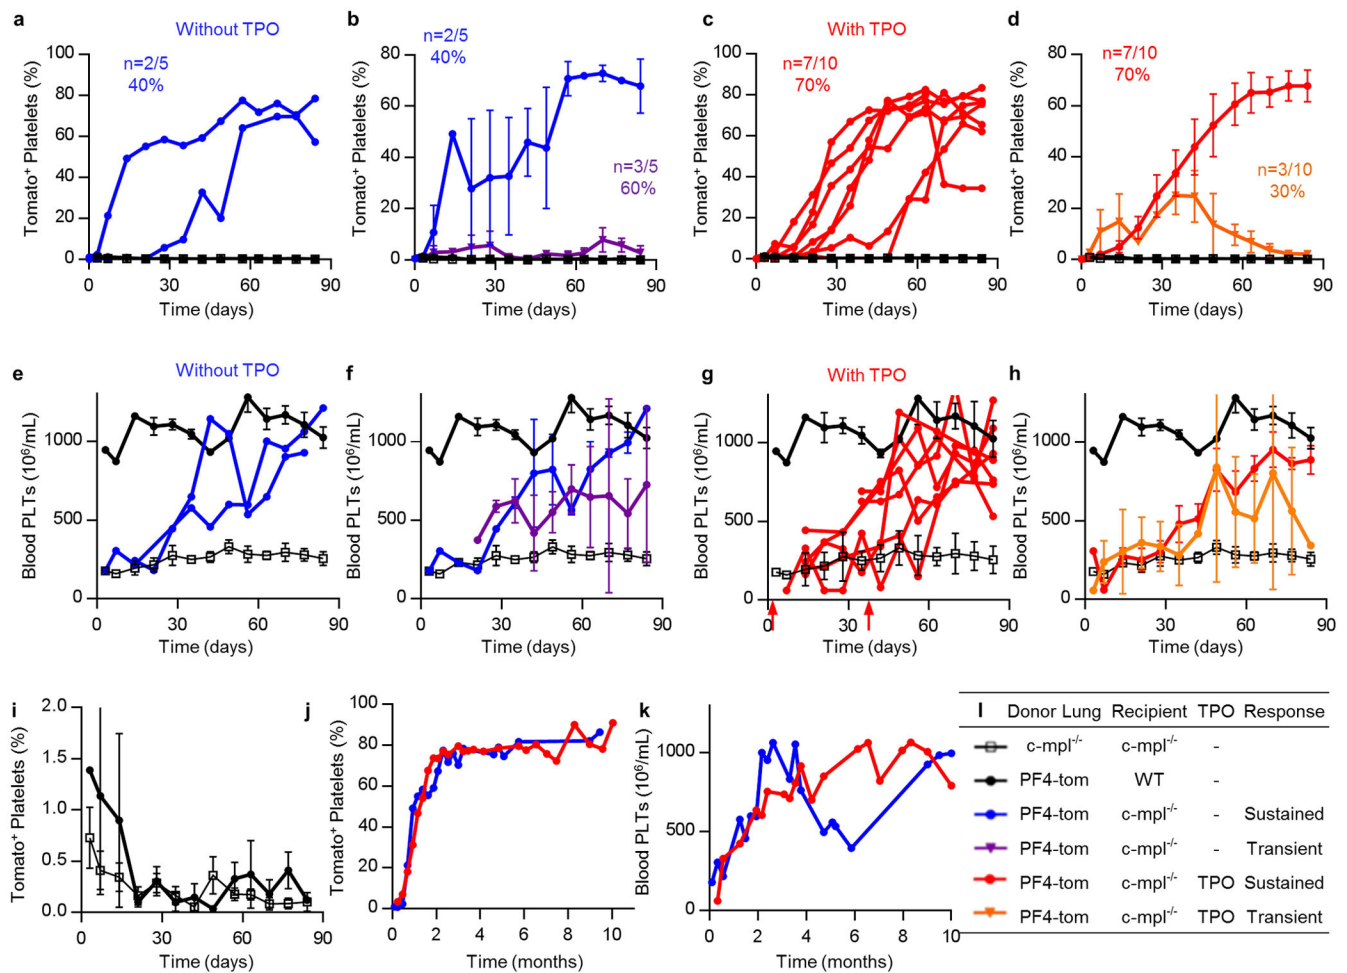 a
Without TPO
b
c
With TPO
d
n=2/5
40%
n=2/5
40%
n=3/5
60%
n=7/10
70%
n=7/10
70%
n=3/10
30%
Tomato⁺ Platelets (%)
100
80
60
40
20
0
0
30
60
90
Time (days)
Tomato⁺ Platelets (%)
80
60
40
20
0
0
30
60
90
Time (days)
Tomato⁺ Platelets (%)
100
80
60
40
20
0
0
30
60
90
Time (days)
Tomato⁺ Platelets (%)
80
60
40
20
0
0
30
60
90
Time (days)
e
Without TPO
f
g
With TPO
h
Blood PLTs (10⁶/mL)
1000
500
0
0
30
60
90
Time (days)
Blood PLTs (10⁶/mL)
1000
500
0
0
30
60
90
Time (days)
Blood PLTs (10⁶/mL)
1000
500
0
0
30
60
90
Time (days)
Blood PLTs (10⁶/mL)
1000
500
0
0
30
60
90
Time (days)
i
Tomato⁺ Platelets (%)
2.0
1.5
1.0
0.5
0.0
0
30
60
90
Time (days)
j
Tomato⁺ Platelets (%)
100
80
60
40
20
0
0
2
4
6
8
10
Time (months)
k
Blood PLTs (10⁶/mL)
1000
500
0
0
2
4
6
8
10
Time (months)
l Donor Lung Recipient TPO Response
c-mpl⁻/⁻ c-mpl⁻/⁻ -
PF4-tom WT -
PF4-tom c-mpl⁻/⁻ - Sustained
PF4-tom c-mpl⁻/⁻ - Transient
PF4-tom c-mpl⁻/⁻ TPO Sustained
PF4-tom c-mpl⁻/⁻ TPO Transient